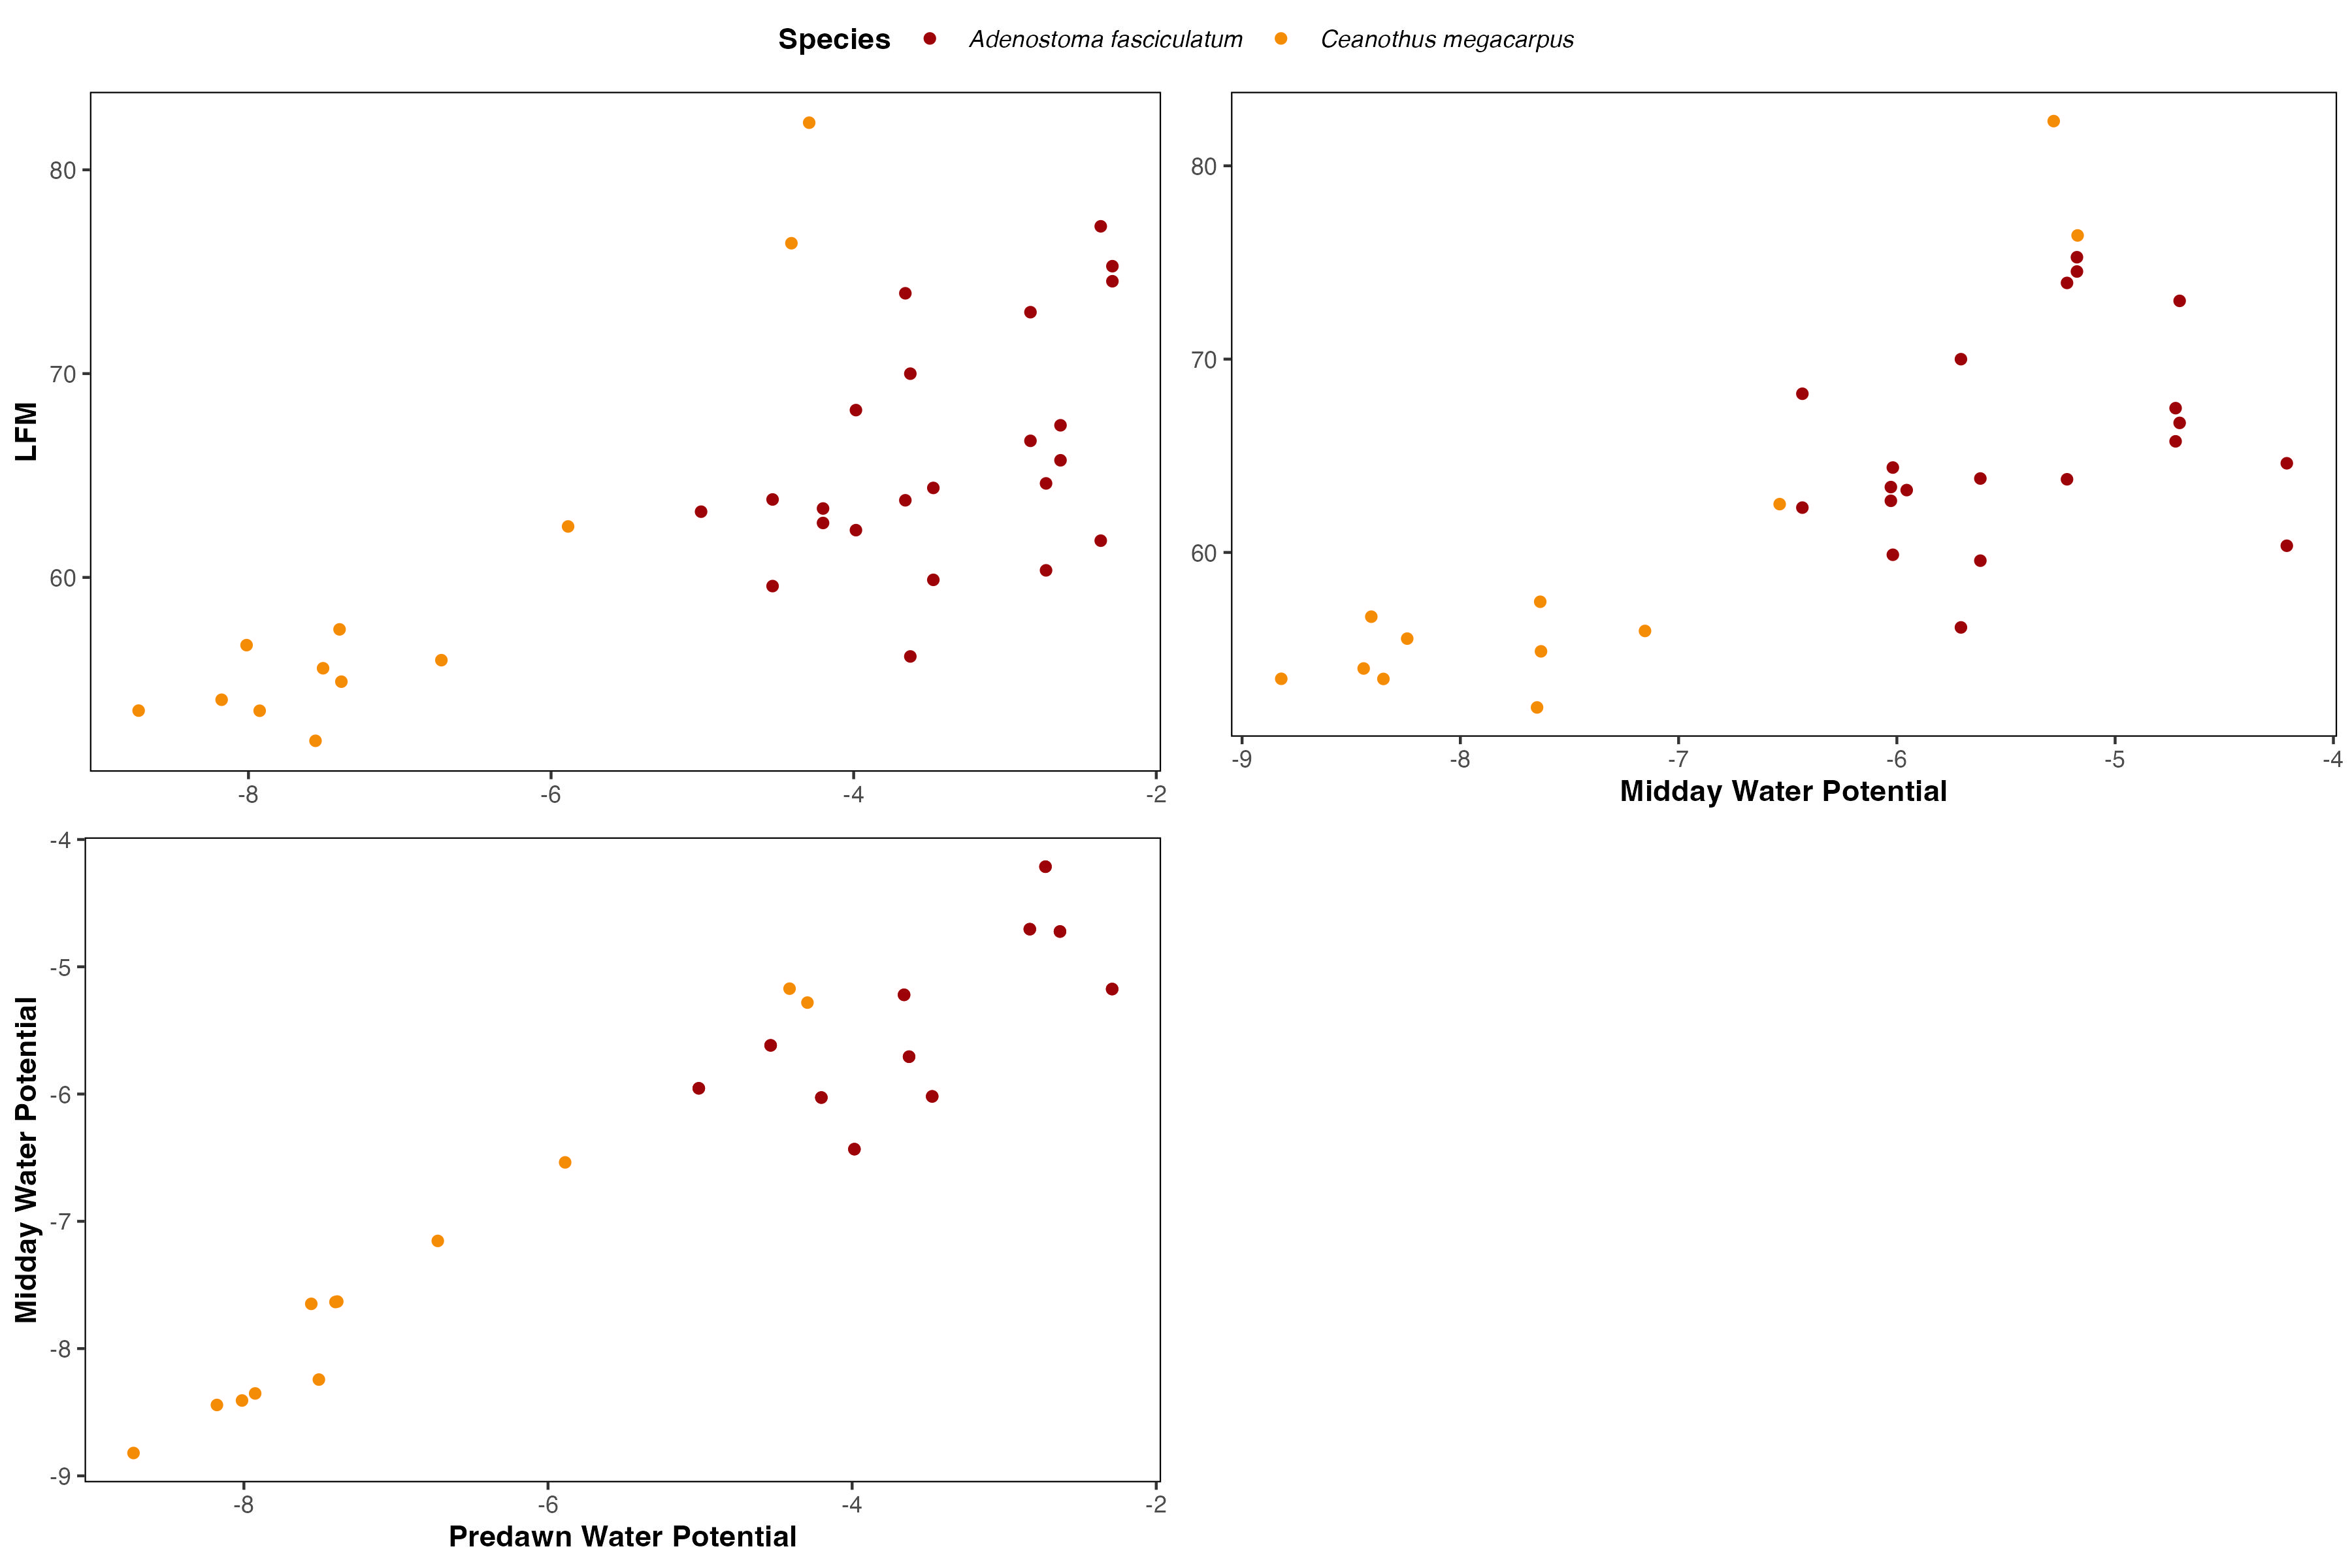 Species Adenostoma fasciculatum Ceanothus megacarpus
LFM
80
70
60
-8 -6 -4 -2
80
70
60
-9 -8 -7 -6 -5 -4
Midday Water Potential
Midday Water Potential
-4
-5
-6
-7
-8
-9
-8 -6 -4 -2
Predawn Water Potential